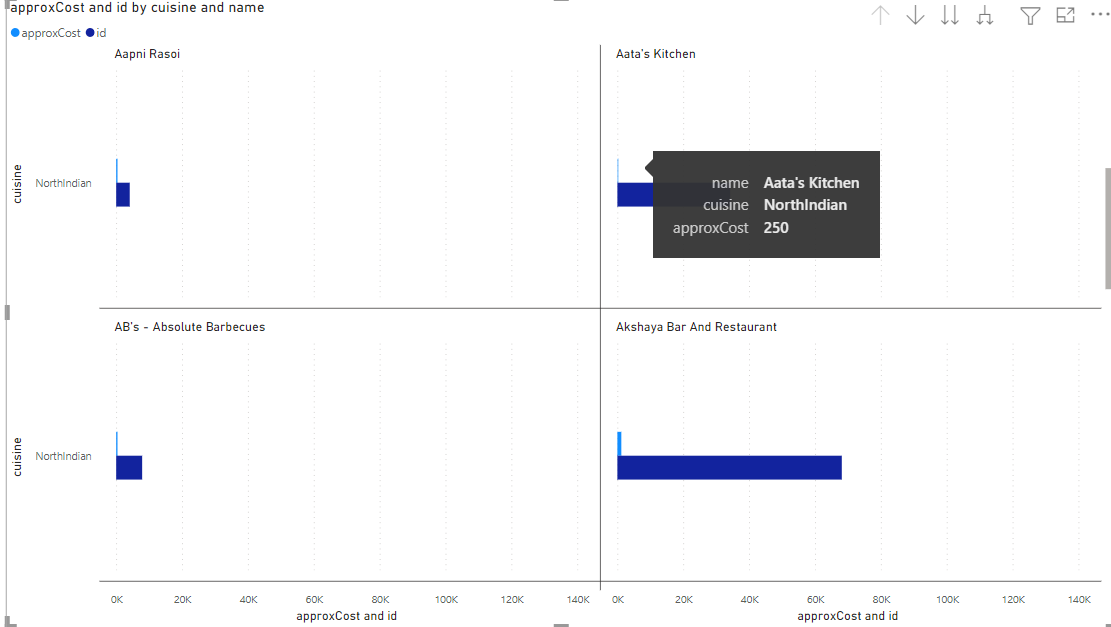 approxCost and id by cuisine and name
approxCost id
Aapni Rasoi
Aata's Kitchen
cuisine
NorthIndian
name Aata's Kitchen
cuisine NorthIndian
approxCost 250
AB's - Absolute Barbecues
Akshaya Bar And Restaurant
cuisine
NorthIndian
0K 20K 40K 60K 80K 100K 120K 140K
0K 20K 40K 60K 80K 100K 120K 140K
approxCost and id
approxCost and id